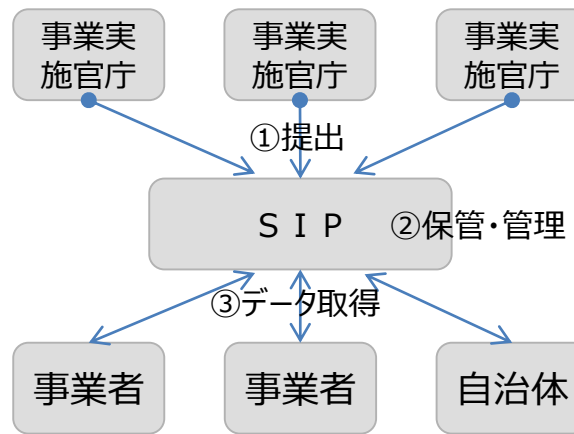 事業実
施官庁
事業実
施官庁
事業実
施官庁
①提出
ＳＩＰ
②保管・管理
③データ取得
事業者
事業者
自治体